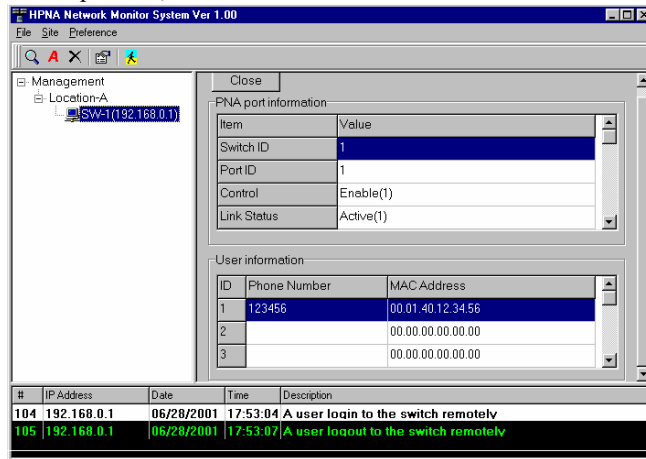 HPNA Network Monitor System Ver 1.00
File Site Preference
A
Management
Location-A
SW-1(192.168.0.1)
Close
PNA port information
Item Value
Switch ID 1
Port ID 1
Control Enable(1)
Link Status Active(1)
User information
ID Phone Number MAC Address
1 123456 00.01.40.12.34.56
2 00.00.00.00.00.00
3 00.00.00.00.00.00
# IP Address Date Time Description
104 192.168.0.1 06/28/2001 17:53:04 A user login to the switch remotely
105 192.168.0.1 06/28/2001 17:53:07 A user logout to the switch remotely